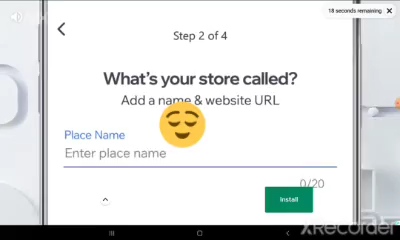 18 seconds remaining
Step 2 of 4
What's your store called?
Add a name & website URL
Place Name
Enter place name
0/20
Install
XRecorder